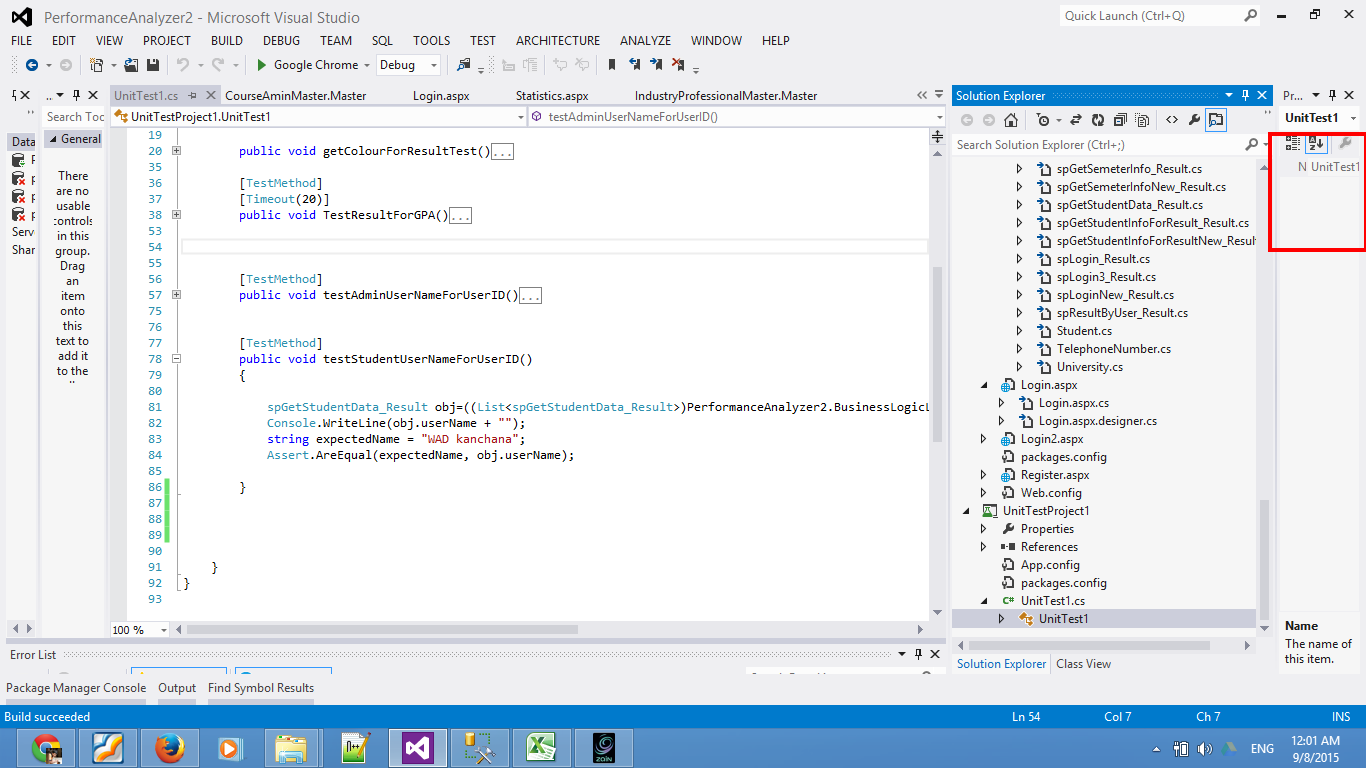 PerformanceAnalyzer2 - Microsoft Visual Studio
Quick Launch (Ctrl+Q)
FILE EDIT VIEW PROJECT BUILD DEBUG TEAM SQL TOOLS TEST ARCHITECTURE ANALYZE WINDOW HELP
Google Chrome Debug
UnitTest1.cs CourseAminMaster.Master Login.aspx Statistics.aspx IndustryProfessionalMaster.Master
Search Toc
UnitTestProject1.UnitTest1 testAdminUserNameForUserID()
Data
General
There
are no
usable
controls
in this
group.
Drag
an
item
onto
this
text to
add it
to the
Serv
Shar
19
20 public void getColourForResultTest()...
35
36 [TestMethod]
37 [Timeout(20)]
38 public void TestResultForGPA()...
53
54
55
56 [TestMethod]
57 public void testAdminUserNameForUserID()...
75
76
77 [TestMethod]
78 public void testStudentUserNameForUserID()
79 {
80
81 spGetStudentData_Result obj=((List<spGetStudentData_Result>)PerformanceAnalyzer2.BusinessLogicL
82 Console.WriteLine(obj.userName + "");
83 string expectedName = "WAD kanchana";
84 Assert.AreEqual(expectedName, obj.userName);
85
86 }
87
88
89
90
91 }
92 }
93
100 %
Solution Explorer
Search Solution Explorer (Ctrl+;)
spGetSemeterInfo_Result.cs
spGetSemeterInfoNew_Result.cs
spGetStudentData_Result.cs
spGetStudentInfoForResult_Result.cs
spGetStudentInfoForResultNew_Resul
spLogin_Result.cs
spLogin3_Result.cs
spLoginNew_Result.cs
spResultByUser_Result.cs
Student.cs
TelephoneNumber.cs
University.cs
Login.aspx
Login.aspx.cs
Login.aspx.designer.cs
Login2.aspx
packages.config
Register.aspx
Web.config
UnitTestProject1
Properties
References
App.config
packages.config
C# UnitTest1.cs
UnitTest1
Solution Explorer Class View
Pr...
UnitTest1
N UnitTest1
Name
The name of
this item.
Error List
Package Manager Console Output Find Symbol Results
Build succeeded Ln 54 Col 7 Ch 7 INS
zain
ENG
12:01 AM
9/8/2015